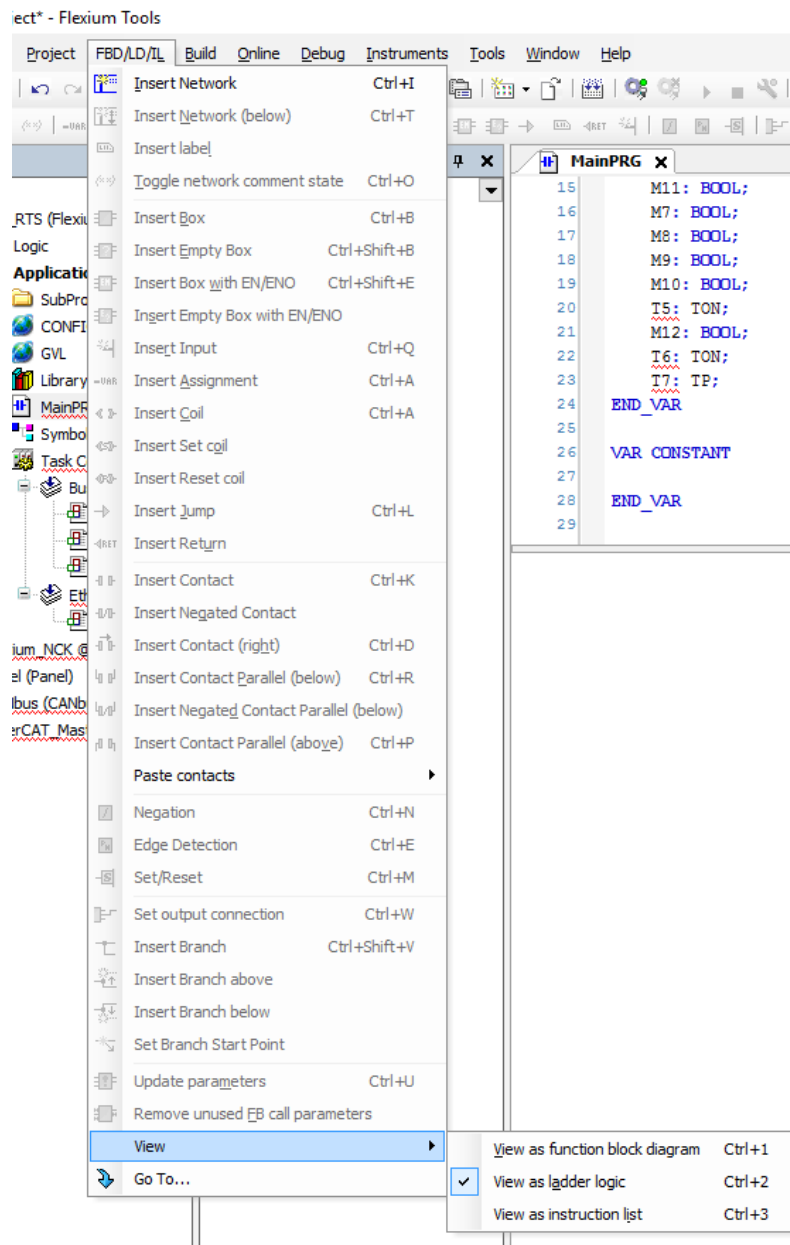 ject* - Flexium Tools
Project FBD/LD/IL Build Online Debug Instruments Tools Window Help
Insert Network Ctrl+I
Insert Network (below) Ctrl+T
Insert label
Toggle network comment state Ctrl+O
Insert Box Ctrl+B
Insert Empty Box Ctrl+Shift+B
Insert Box with EN/ENO Ctrl+Shift+E
Insert Empty Box with EN/ENO
Insert Input Ctrl+Q
Insert Assignment Ctrl+A
Insert Coil Ctrl+A
Insert Set coil
Insert Reset coil
Insert Jump Ctrl+L
Insert Return
Insert Contact Ctrl+K
Insert Negated Contact
Insert Contact (right) Ctrl+D
Insert Contact Parallel (below) Ctrl+R
Insert Negated Contact Parallel (below)
Insert Contact Parallel (above) Ctrl+P
Paste contacts
Negation Ctrl+N
Edge Detection Ctrl+E
Set/Reset Ctrl+M
Set output connection Ctrl+W
Insert Branch Ctrl+Shift+V
Insert Branch above
Insert Branch below
Set Branch Start Point
Update parameters Ctrl+U
Remove unused FB call parameters
View
Go To...
View as function block diagram Ctrl+1
View as ladder logic Ctrl+2
View as instruction list Ctrl+3
_RTS (Flexiu
Logic
Applicatio
SubPro
CONFI
GVL
Library
MainPR
Symbo
Task C
Bu
Eth
ium_NCK @
el (Panel)
lbus (CANb
erCAT_Mas
MainPRG
15 M11: BOOL;
16 M7: BOOL;
17 M8: BOOL;
18 M9: BOOL;
19 M10: BOOL;
20 T5: TON;
21 M12: BOOL;
22 T6: TON;
23 T7: TP;
24 END_VAR
25
26 VAR CONSTANT
27
28 END_VAR
29